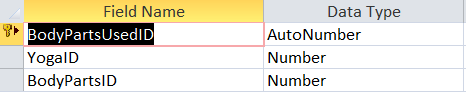 Field Name Data Type
BodyPartsUsedID AutoNumber
YogaID Number
BodyPartsID Number